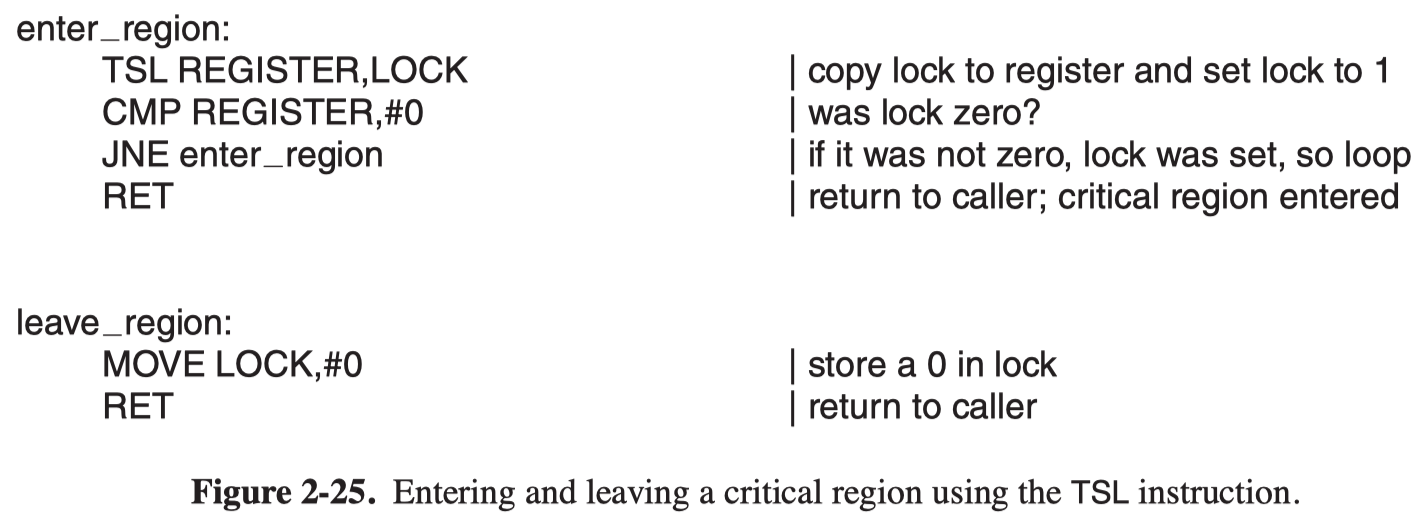 enter_region:
TSL REGISTER,LOCK | copy lock to register and set lock to 1
CMP REGISTER,#0 | was lock zero?
JNE enter_region | if it was not zero, lock was set, so loop
RET | return to caller; critical region entered
leave_region:
MOVE LOCK,#0 | store a 0 in lock
RET | return to caller
Figure 2-25. Entering and leaving a critical region using the TSL instruction.